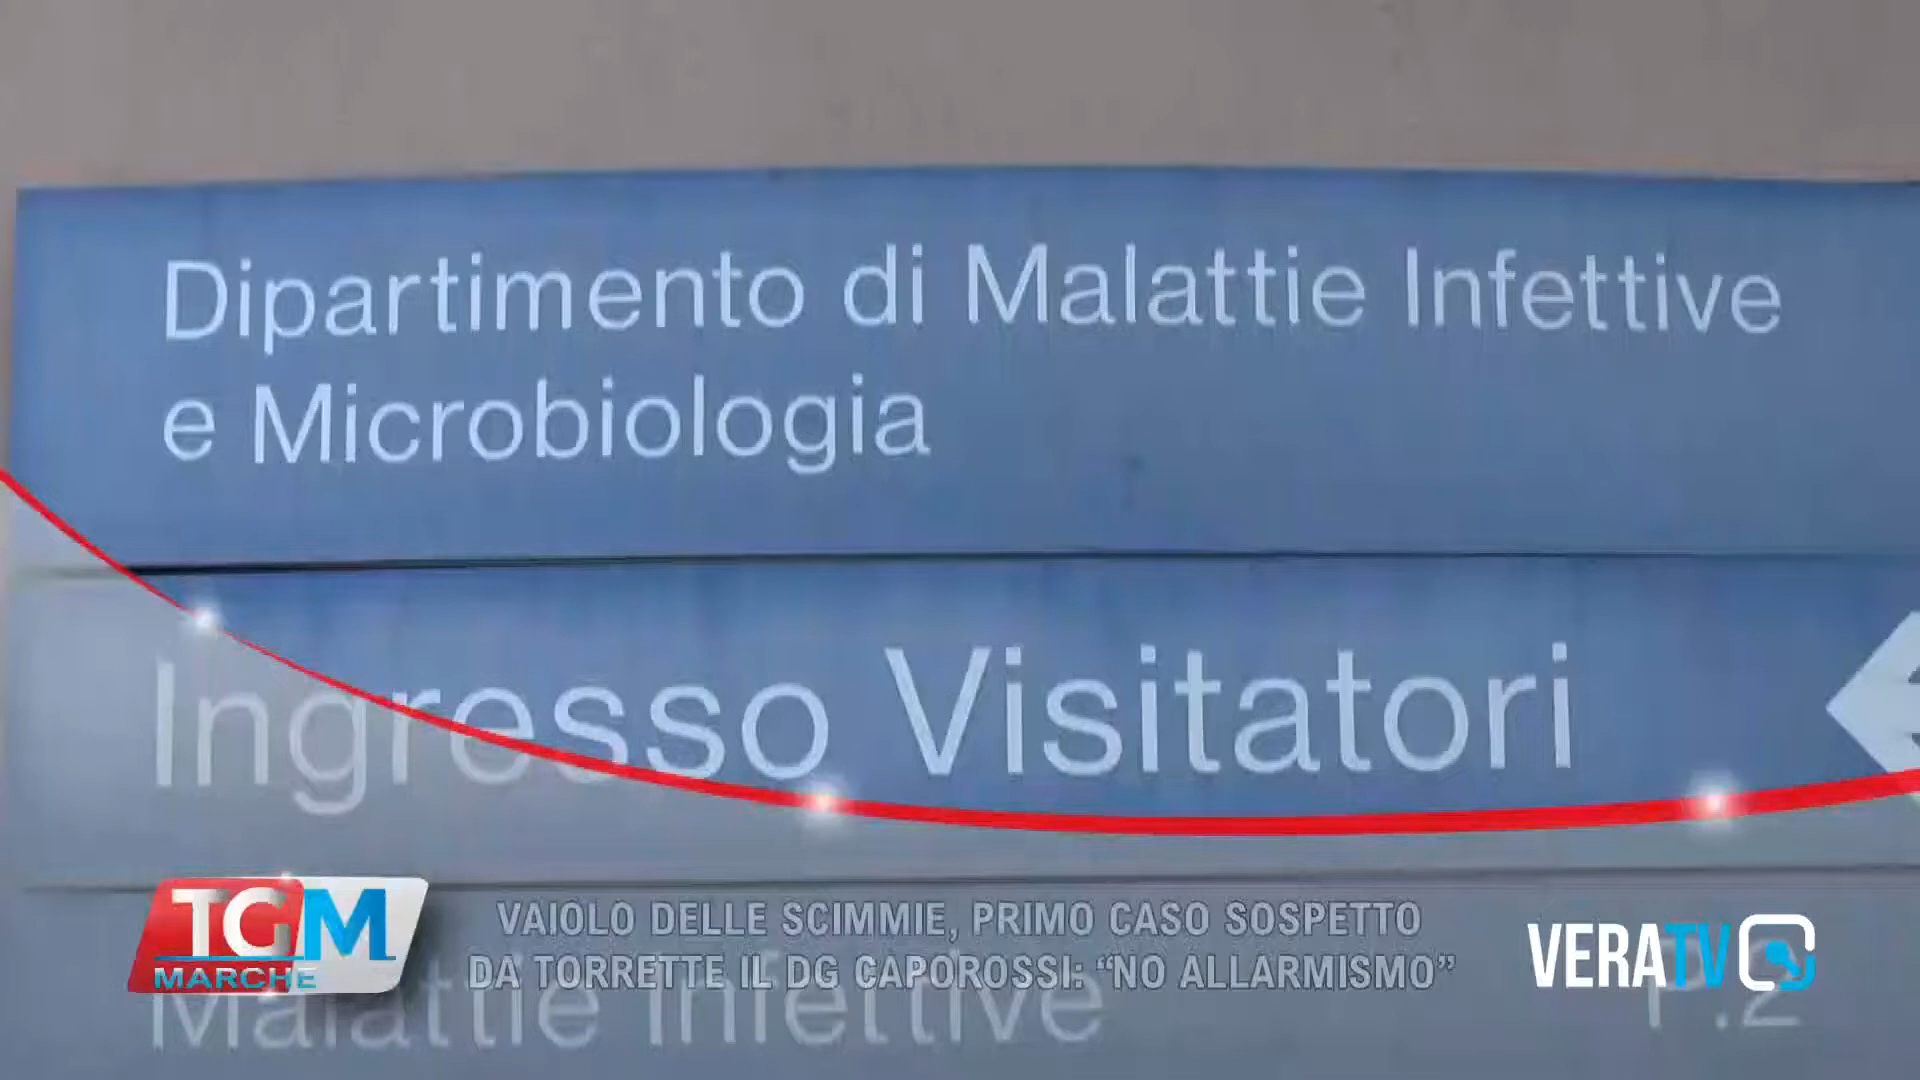 Dipartimento di Malattie Infettive
e Microbiologia
Ingresso Visitatori
TGM
MARCHE
VAIOLO DELLE SCIMMIE, PRIMO CASO SOSPETTO
DA TORRETTE IL DG CAPOROSSI: “NO ALLARMISMO”
VERATV
Malattie Infettive P.2